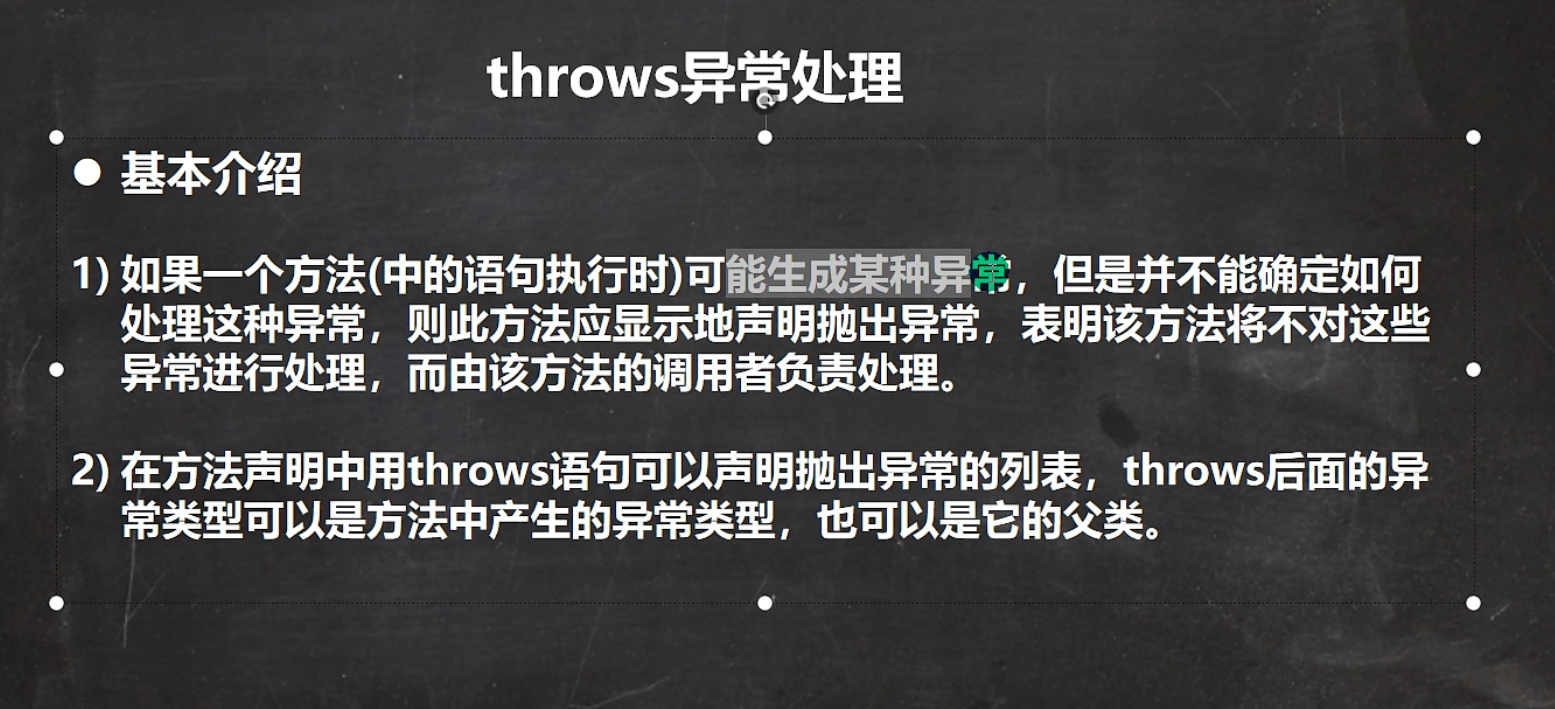 throws异常处理
● 基本介绍
1) 如果一个方法(中的语句执行时)可能生成某种异常，但是并不能确定如何
处理这种异常，则此方法应显示地声明抛出异常，表明该方法将不对这些
异常进行处理，而由该方法的调用者负责处理。
2) 在方法声明中用throws语句可以声明抛出异常的列表，throws后面的异
常类型可以是方法中产生的异常类型，也可以是它的父类。